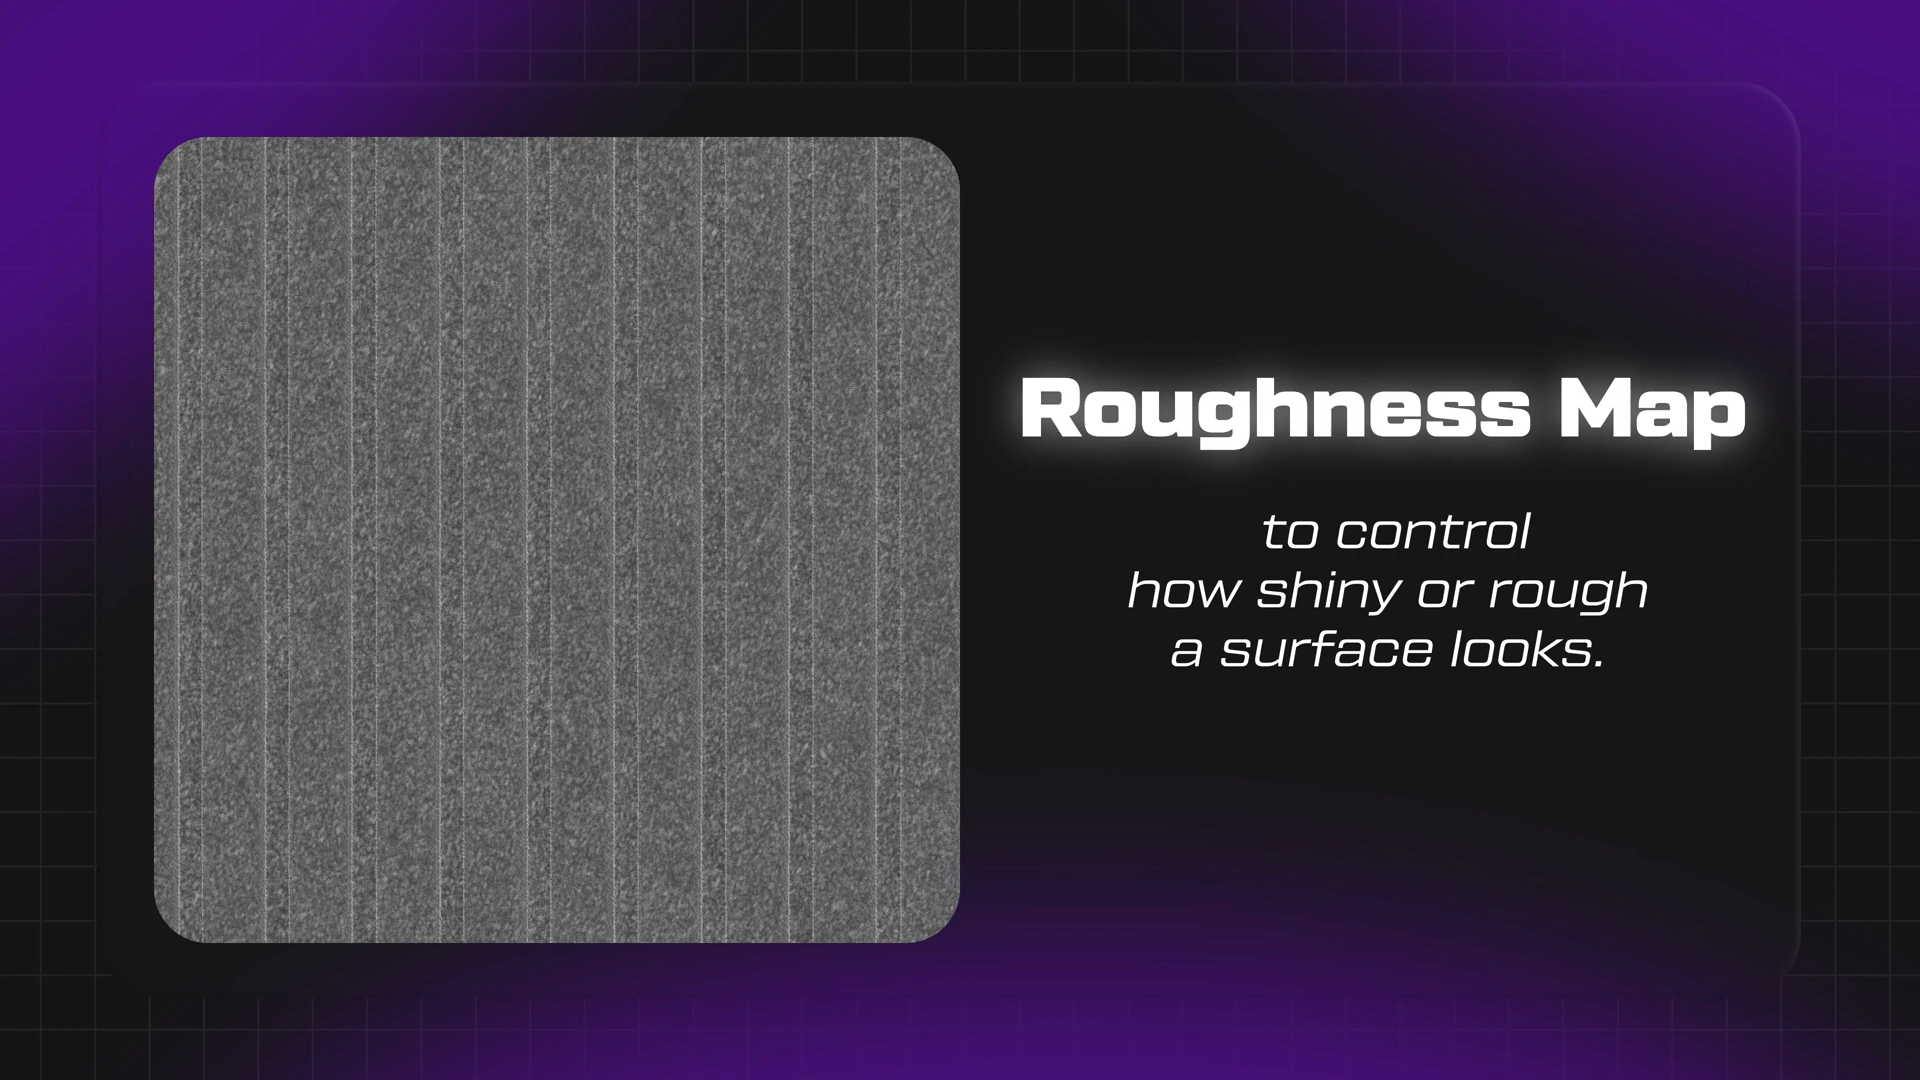 Roughness Map
to control
how shiny or rough
a surface looks.